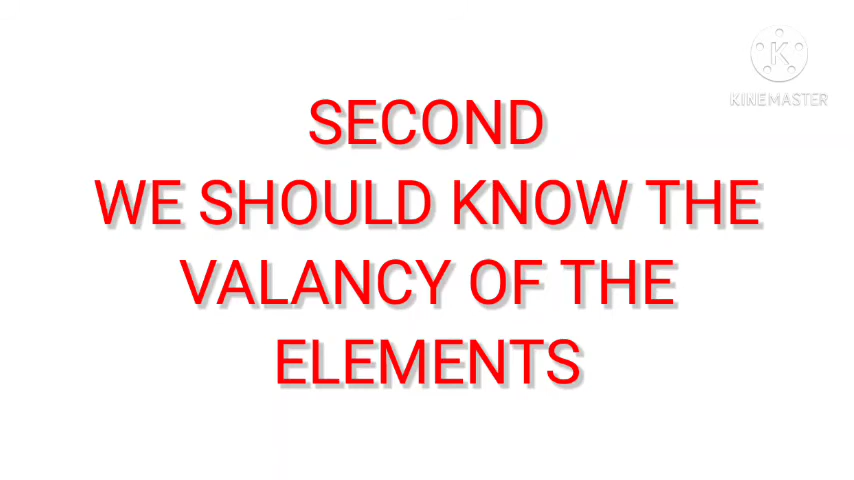 KINEMASTER
SECOND
WE SHOULD KNOW THE
VALANCY OF THE
ELEMENTS